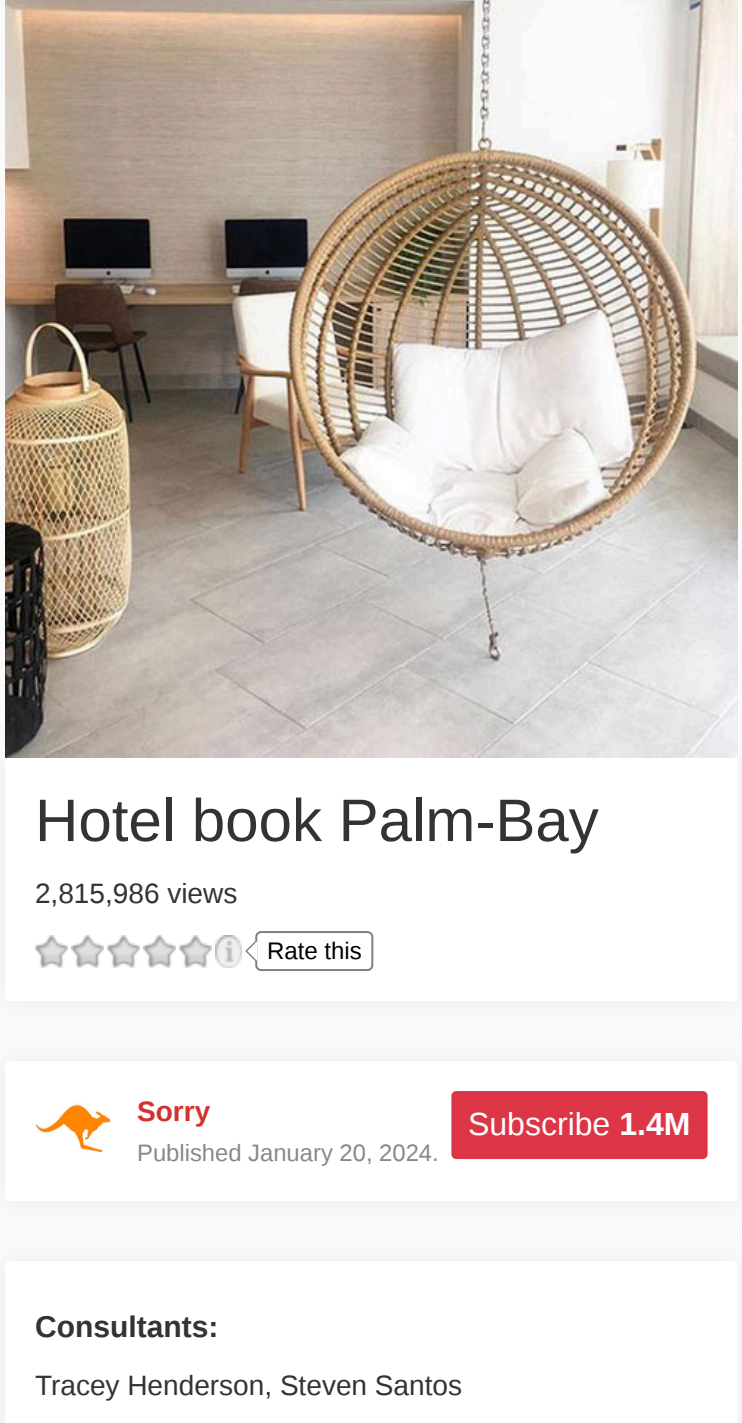 Hotel book Palm-Bay
2,815,986 views
Rate this
Sorry
Published January 20, 2024.
Subscribe 1.4M
Consultants:
Tracey Henderson, Steven Santos